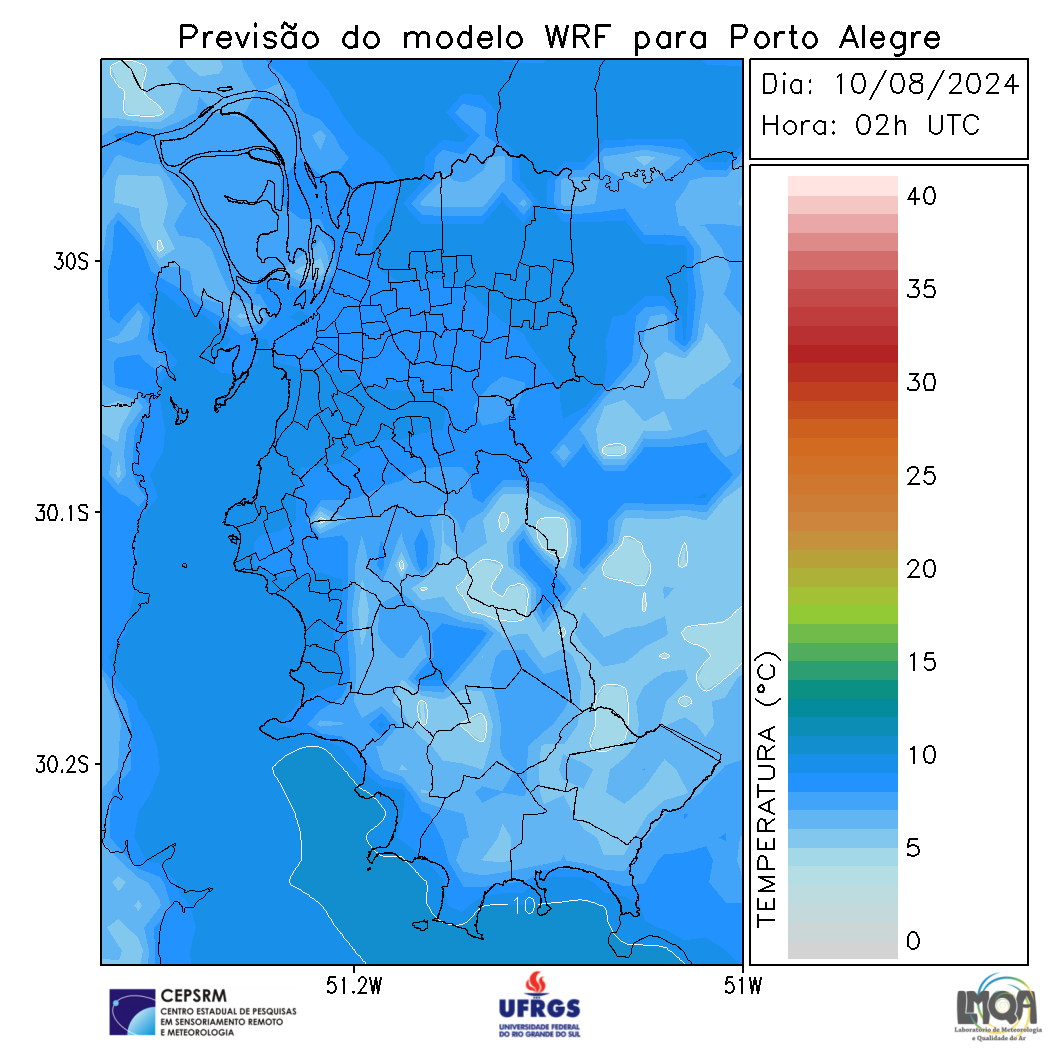 Previsão do modelo WRF para Porto Alegre
Dia: 10/08/2024
Hora: 02h UTC
30S
30.1S
30.2S
51.2W
51W
10
TEMPERATURA (°C)
40
35
30
25
20
15
10
5
0
CEPSRM
CENTRO ESTADUAL DE PESQUISAS
EM SENSORIAMENTO REMOTO
E METEOROLOGIA
UFRGS
UNIVERSIDADE FEDERAL
DO RIO GRANDE DO SUL
LMQA
Laboratório de Meteorologia
e Qualidade do Ar